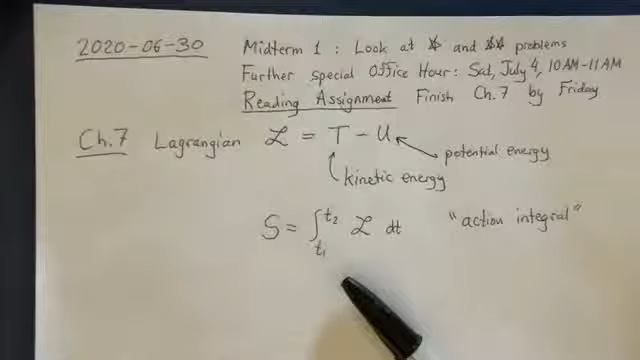 2020-06-30
Midterm 1 : Look at ☆ and ☆☆ problems
Further special Office Hour: Sat, July 4, 10AM-11AM
Reading Assignment Finish Ch.7 by Friday
Ch.7 Lagrangian ℒ = T - U
potential energy
kinetic energy
S = ∫_{t₁}^{t₂} ℒ dt "action integral"